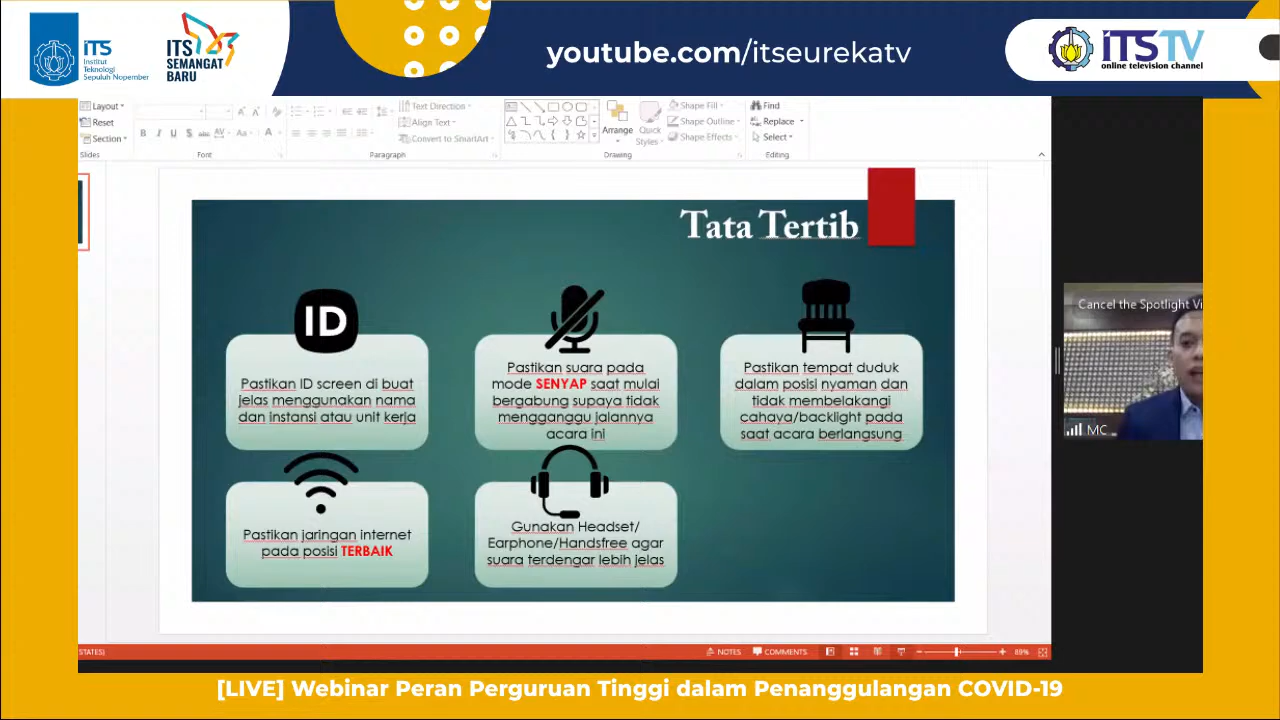 iTS
Institut
Teknologi
Sepuluh Nopember
ITS
SEMANGAT
BARU
youtube.com/itseurekatv
iTSTV
online television channel
Layout
Reset
Section
Slides
B I U S abc AV Aa A
Font
Text Direction
Align Text
Convert to SmartArt
Paragraph
Arrange
Quick
Styles
Shape Fill
Shape Outline
Shape Effects
Drawing
Find
Replace
Select
Editing
Tata Tertib
ID
Pastikan ID screen di buat
jelas menggunakan nama
dan instansi atau unit kerja
Pastikan suara pada
mode SENYAP saat mulai
bergabung supaya tidak
mengganggu jalannya
acara ini
Pastikan tempat duduk
dalam posisi nyaman dan
tidak membelakangi
cahaya/backlight pada
saat acara berlangsung
Pastikan jaringan internet
pada posisi TERBAIK
Gunakan Headset/
Earphone/Handsfree agar
suara terdengar lebih jelas
Cancel the Spotlight Vi
MC
STATES)
NOTES
COMMENTS
89%
[LIVE] Webinar Peran Perguruan Tinggi dalam Penanggulangan COVID-19